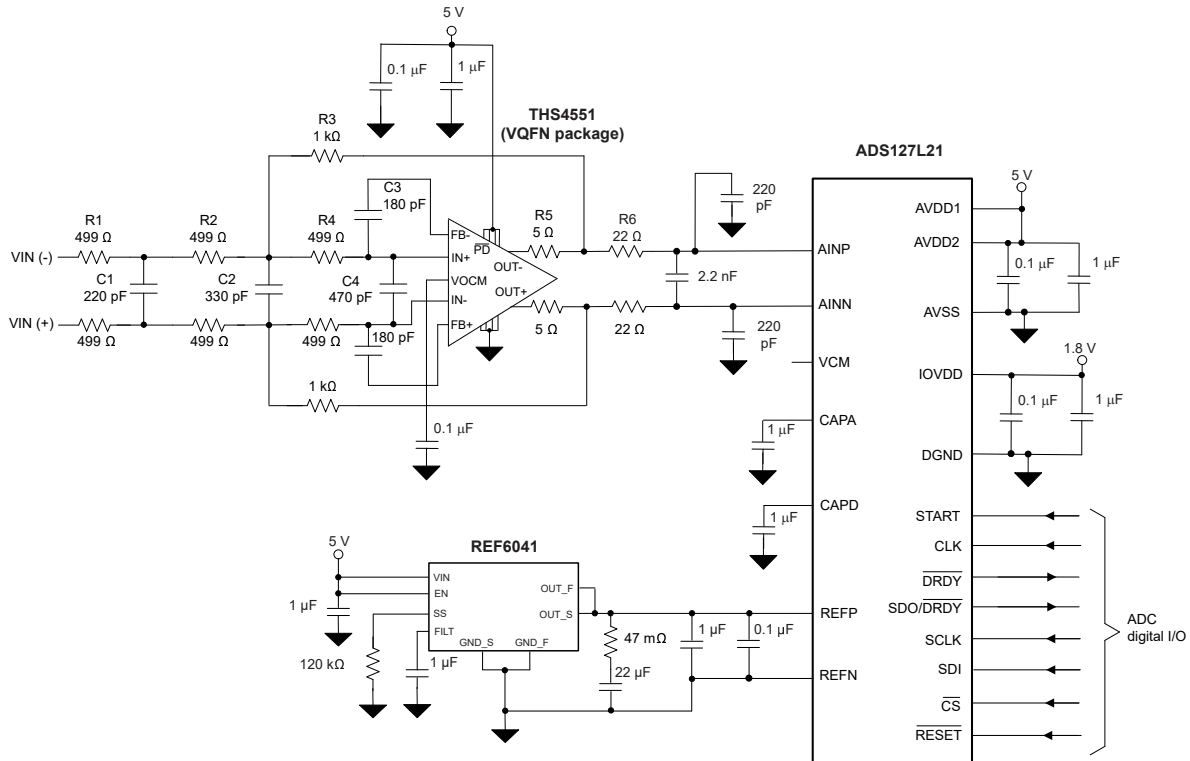 5 V
0.1 µF
1 µF
THS4551
(VQFN package)
R3
1 kΩ
C3
180 pF
R1
499 Ω
R2
499 Ω
R4
499 Ω
FB-
PD
R5
5 Ω
R6
22 Ω
VIN (-)
C1
220 pF
C2
330 pF
C4
470 pF
IN+
OUT-
VOCM
OUT+
IN-
FB+
VIN (+)
499 Ω
499 Ω
499 Ω
180 pF
5 Ω
22 Ω
2.2 nF
220
pF
220
pF
1 kΩ
0.1 µF
ADS127L21
AINP
AINN
VCM
CAPA
1 µF
CAPD
1 µF
REFP
REFN
5 V
AVDD1
AVDD2
0.1 µF
1 µF
AVSS
1.8 V
IOVDD
0.1 µF
1 µF
DGND
START
CLK
DRDY
SDO/DRDY
SCLK
SDI
CS
RESET
ADC
digital I/O
REF6041
5 V
VIN
EN
SS
FILT
GND_S
GND_F
OUT_F
OUT_S
1 µF
120 kΩ
1 µF
47 mΩ
22 µF
1 µF
0.1 µF